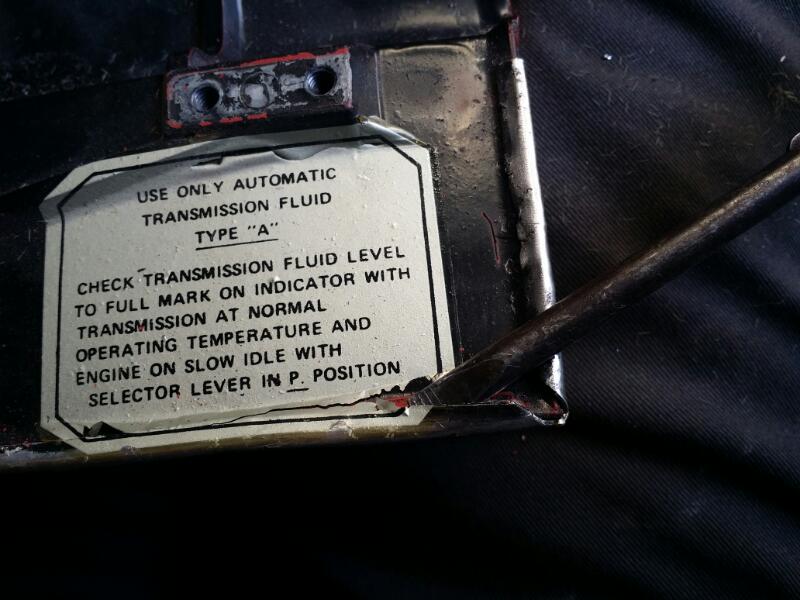 USE ONLY AUTOMATIC
TRANSMISSION FLUID
TYPE "A"
CHECK TRANSMISSION FLUID LEVEL
TO FULL MARK ON INDICATOR WITH
TRANSMISSION AT NORMAL
OPERATING TEMPERATURE AND
ENGINE ON SLOW IDLE WITH
SELECTOR LEVER IN P. POSITION